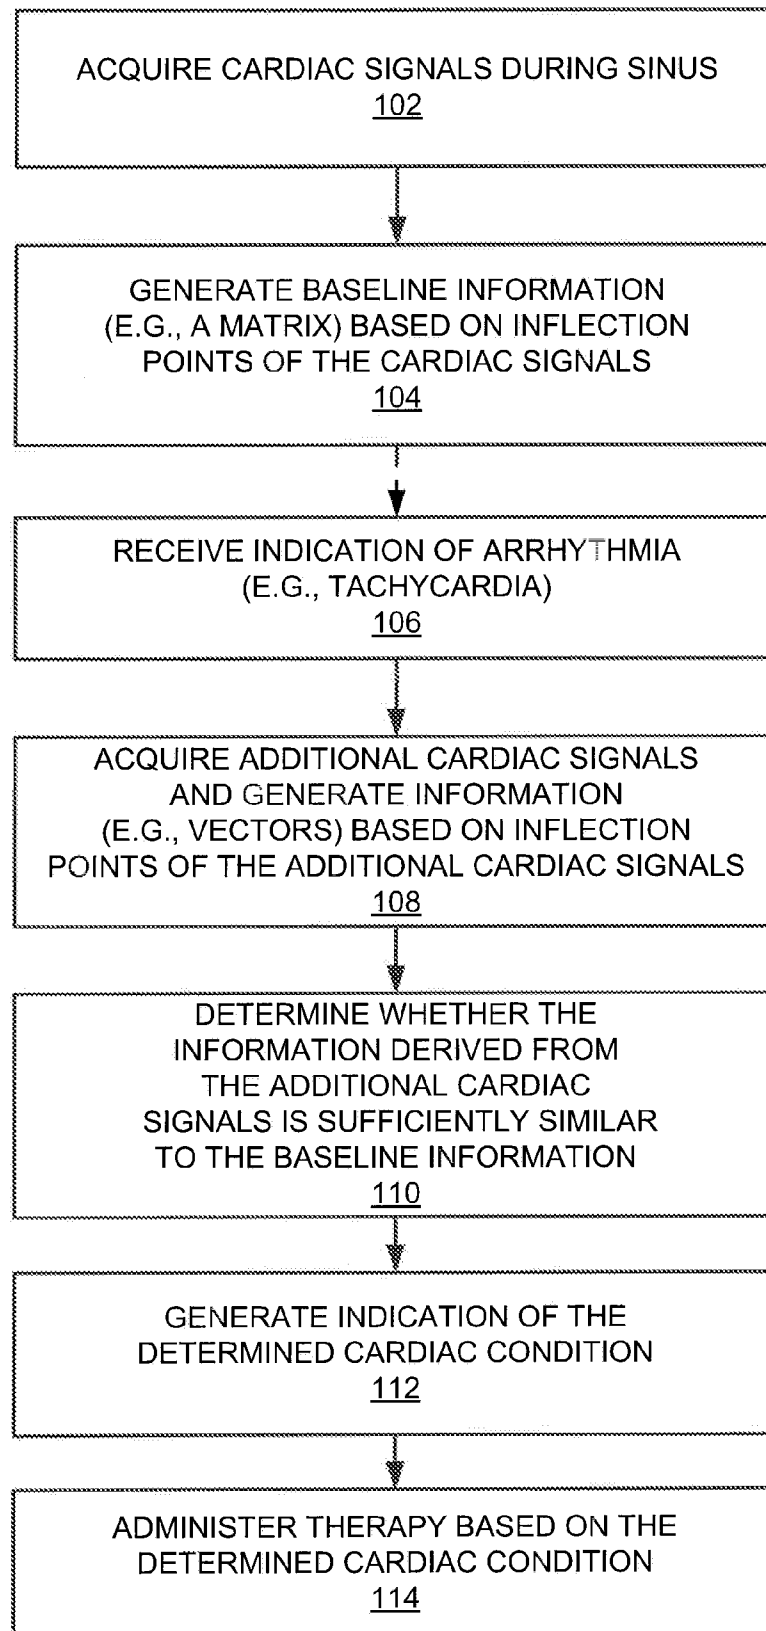 ACQUIRE CARDIAC SIGNALS DURING SINUS
102
GENERATE BASELINE INFORMATION
(E.G., A MATRIX) BASED ON INFLECTION
POINTS OF THE CARDIAC SIGNALS
104
RECEIVE INDICATION OF ARRHYTHMIA
(E.G., TACHYCARDIA)
106
ACQUIRE ADDITIONAL CARDIAC SIGNALS
AND GENERATE INFORMATION
(E.G., VECTORS) BASED ON INFLECTION
POINTS OF THE ADDITIONAL CARDIAC SIGNALS
108
DETERMINE WHETHER THE
INFORMATION DERIVED FROM
THE ADDITIONAL CARDIAC
SIGNALS IS SUFFICIENTLY SIMILAR
TO THE BASELINE INFORMATION
110
GENERATE INDICATION OF THE
DETERMINED CARDIAC CONDITION
112
ADMINISTER THERAPY BASED ON THE
DETERMINED CARDIAC CONDITION
114